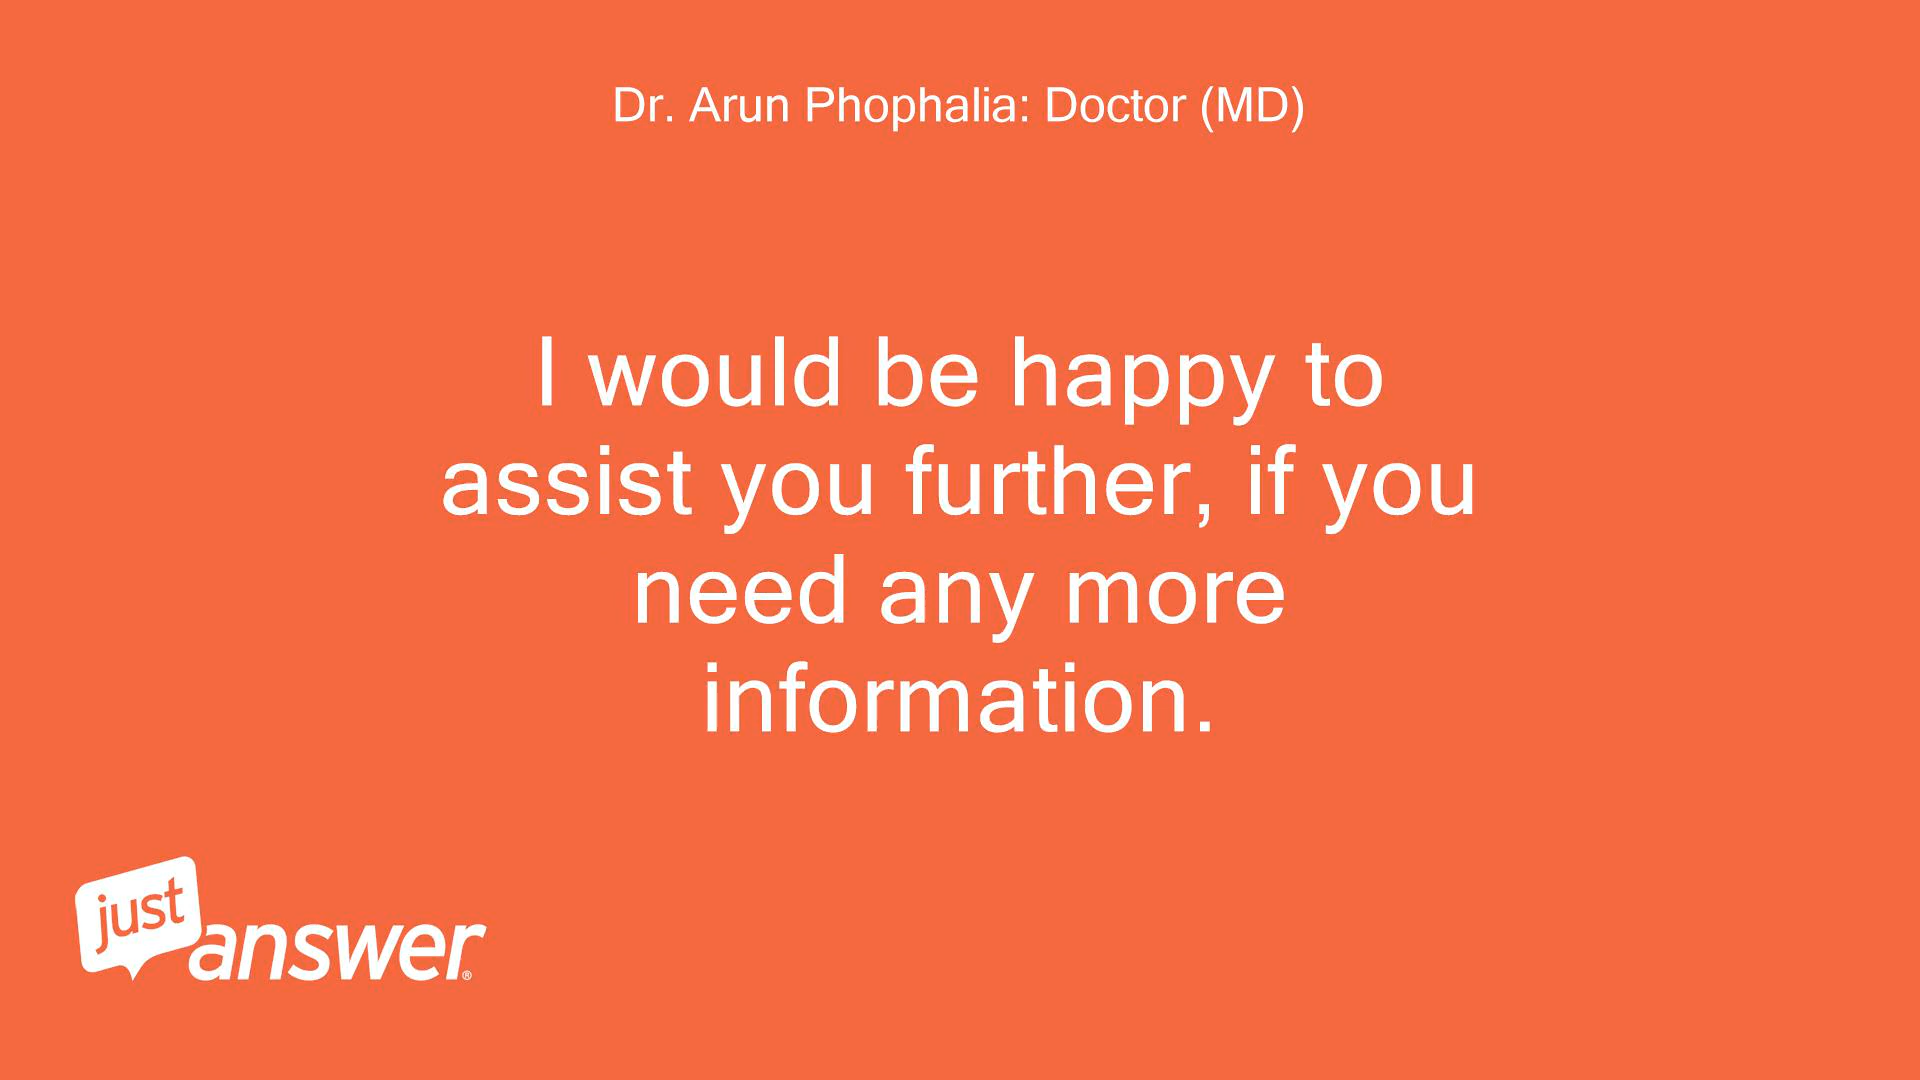 Dr. Arun Phophalia: Doctor (MD)
I would be happy to
assist you further, if you
need any more
information.
just
answer®